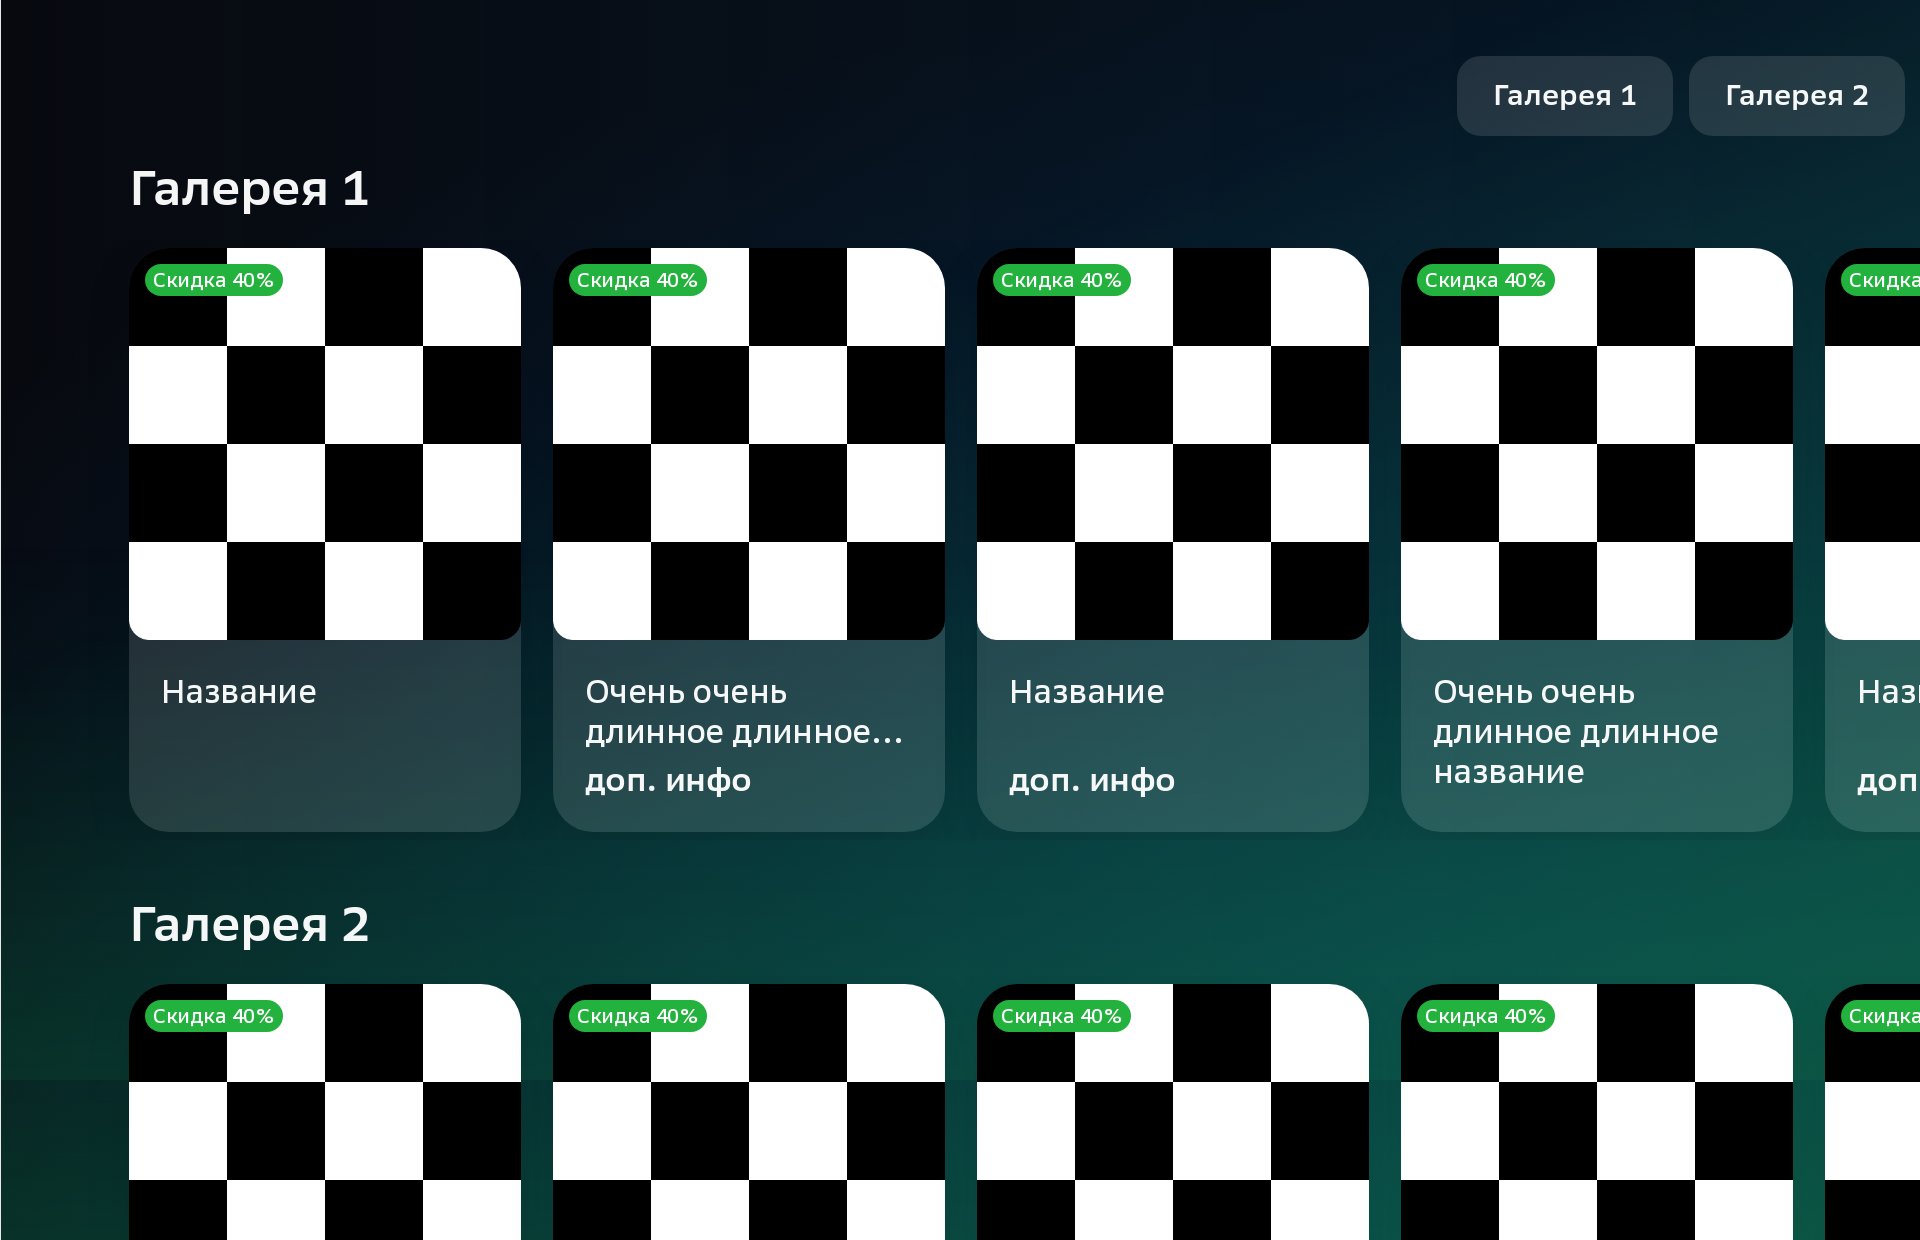 Галерея 1
Галерея 2
Галерея 1
Скидка 40%
Скидка 40%
Скидка 40%
Скидка 40%
Скидка
Название
Очень очень
длинное длинное...
доп. инфо
Название
доп. инфо
Очень очень
длинное длинное
название
доп
Галерея 2
Скидка 40%
Скидка 40%
Скидка 40%
Скидка 40%
Скидка